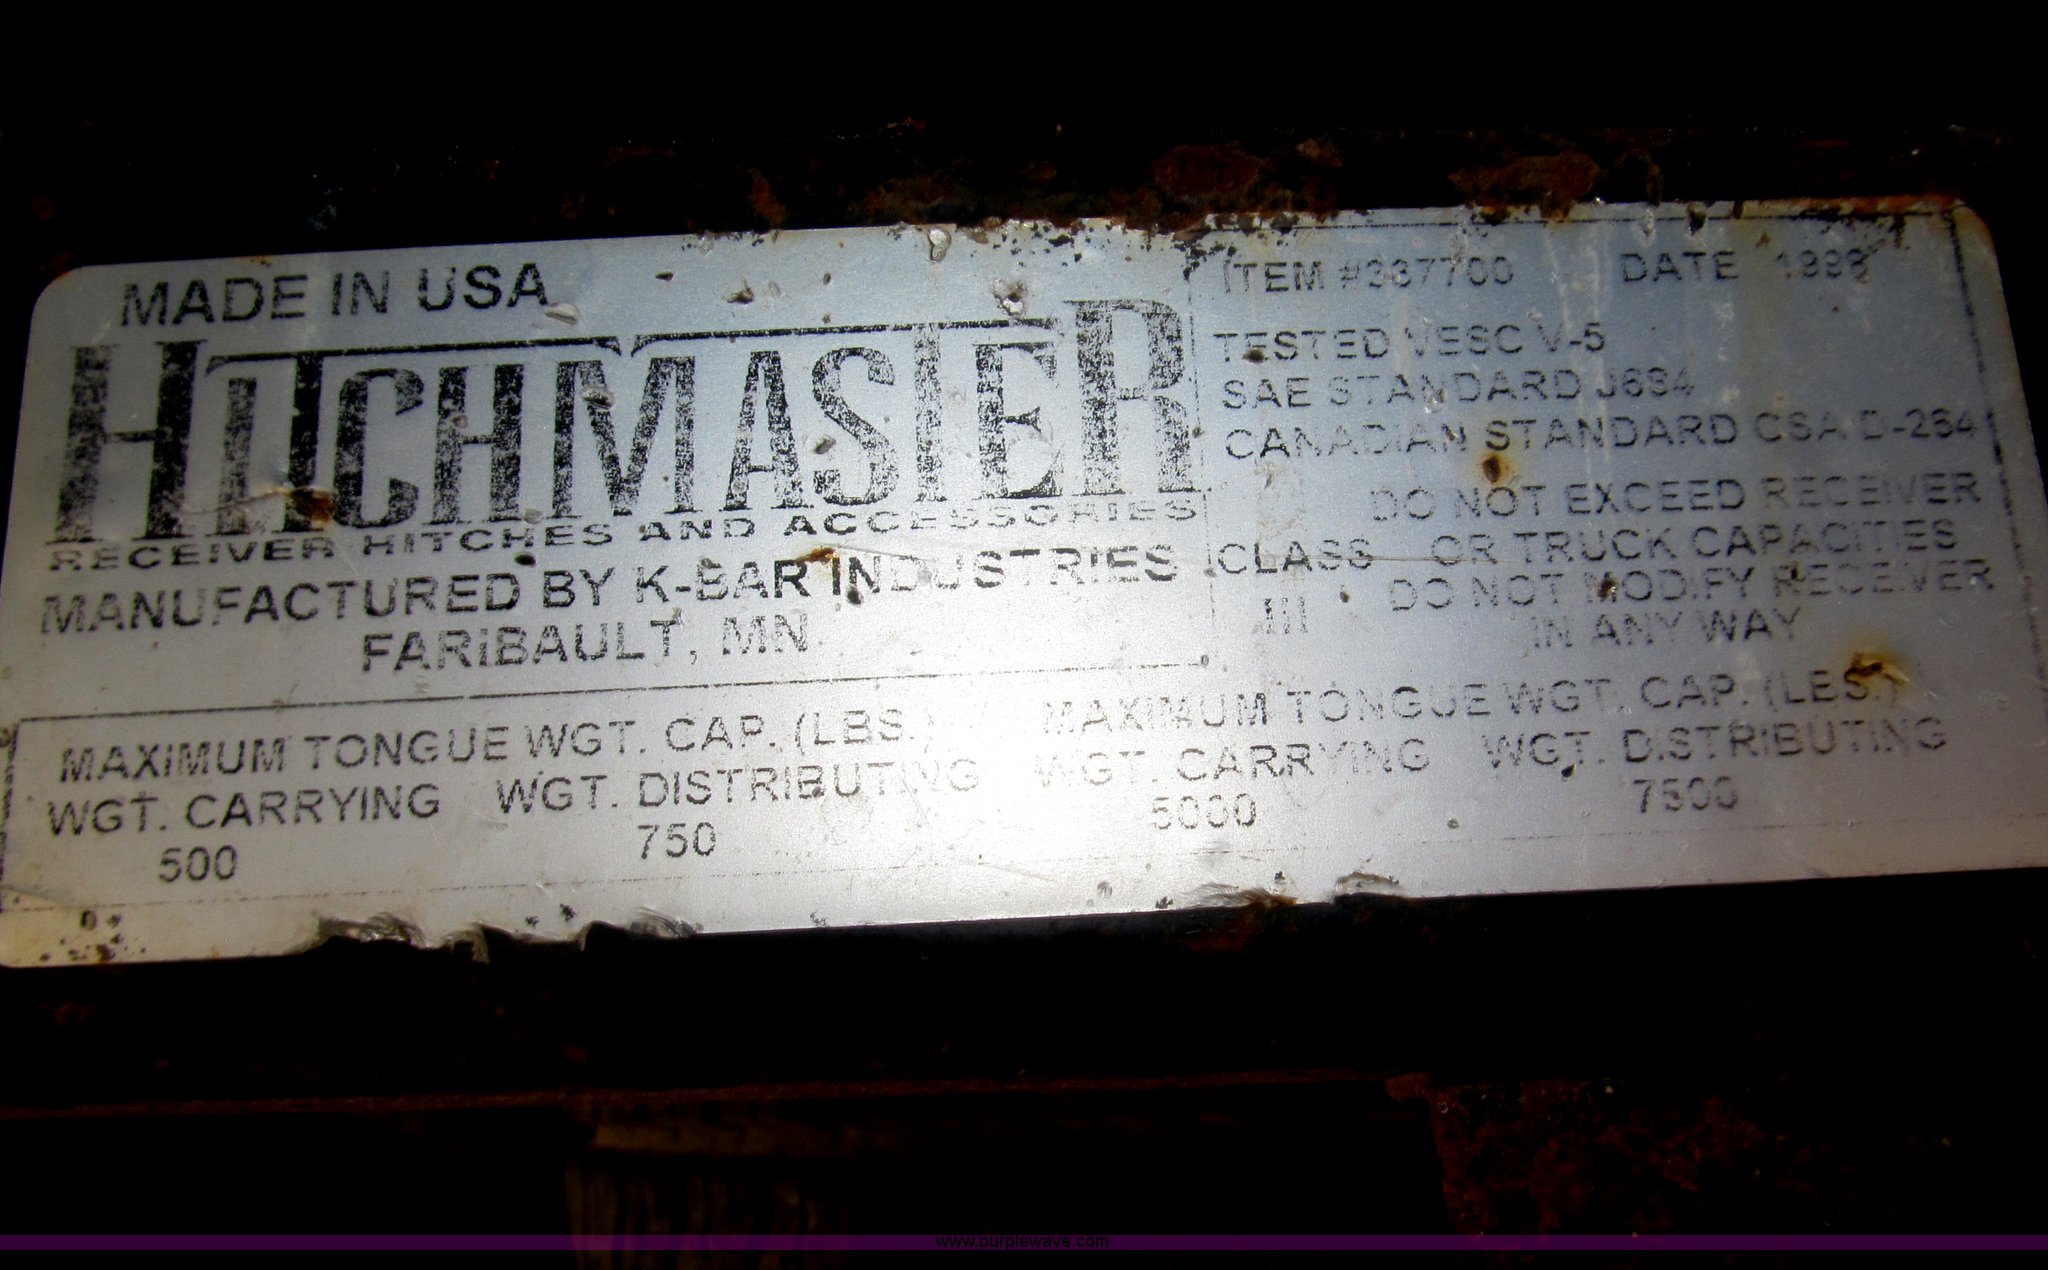 MADE IN USA
HITCHMASTER
RECEIVER HITCHES AND ACCESSORIES
MANUFACTURED BY K-BAR INDUSTRIES
FARIBAULT, MN
ITEM #337700 DATE
TESTED VESC V-5
SAE STANDARD J684
CANADIAN STANDARD CSA D-264
CLASS
III
DO NOT EXCEED RECEIVER
OR TRUCK CAPACITIES
DO NOT MODIFY RECEIVER
IN ANY WAY
MAXIMUM TONGUE WGT. CAP. (LBS.)
WGT. CARRYING WGT. DISTRIBUTING
500 750
MAXIMUM TONGUE WGT. CAP. (LBS.)
WGT. CARRYING WGT. DISTRIBUTING
5000 7500
www.purplewave.com